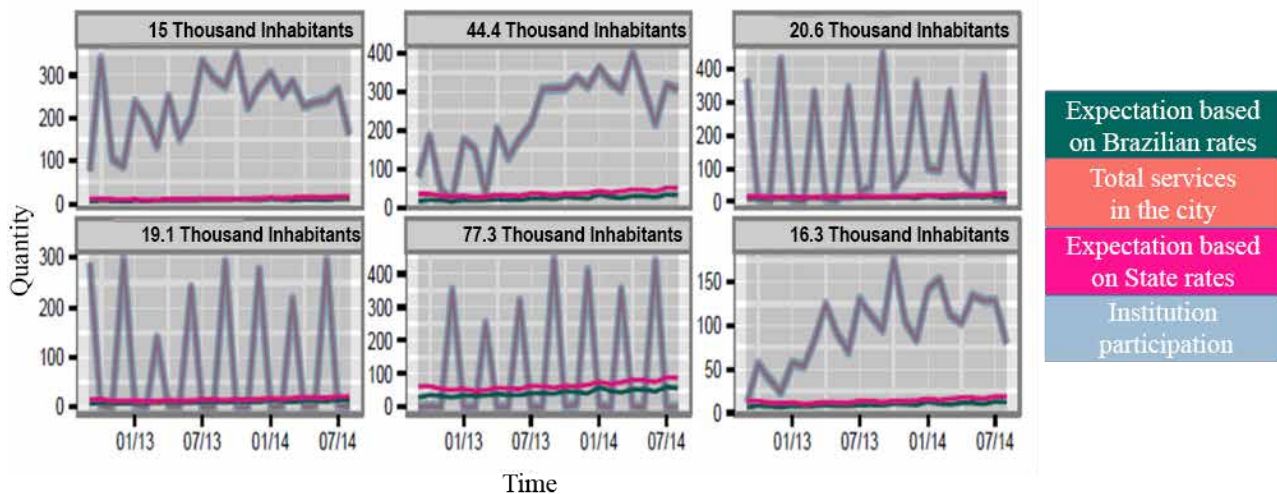 15 Thousand Inhabitants
44.4 Thousand Inhabitants
20.6 Thousand Inhabitants
300
200
100
0
400
300
200
100
0
400
300
200
100
0
19.1 Thousand Inhabitants
77.3 Thousand Inhabitants
16.3 Thousand Inhabitants
300
200
100
0
400
300
200
100
0
150
100
50
0
01/13
07/13
01/14
07/14
01/13
07/13
01/14
07/14
01/13
07/13
01/14
07/14
Quantity
Time
Expectation based
on Brazilian rates
Total services
in the city
Expectation based
on State rates
Institution
participation